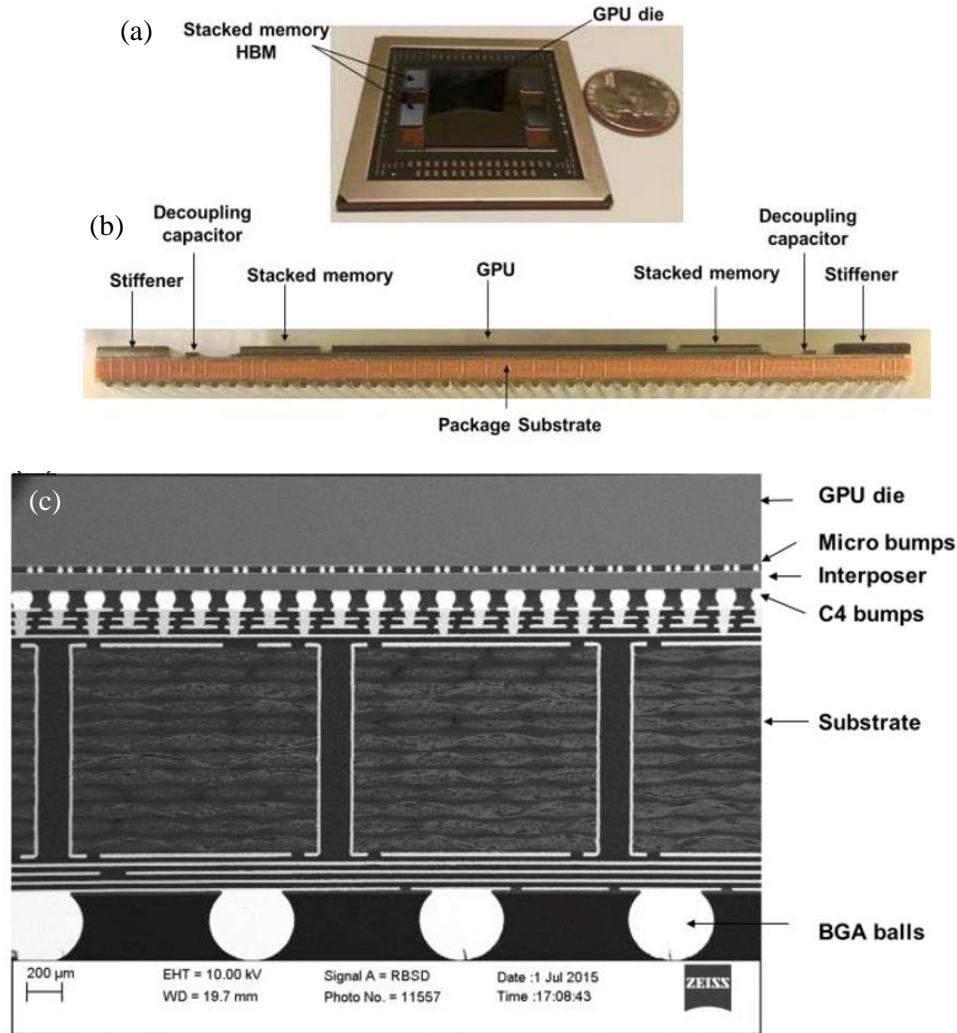 (a)
Stacked memory
HBM
GPU die
(b)
Decoupling
capacitor
Stiffener
Stacked memory
GPU
Stacked memory
Decoupling
capacitor
Stiffener
Package Substrate
(c)
GPU die
Micro bumps
Interposer
C4 bumps
Substrate
BGA balls
200 µm
EHT = 10.00 kV
WD = 19.7 mm
Signal A = RBSD
Photo No. = 11557
Date :1 Jul 2015
Time :17:08:43
ZEISS